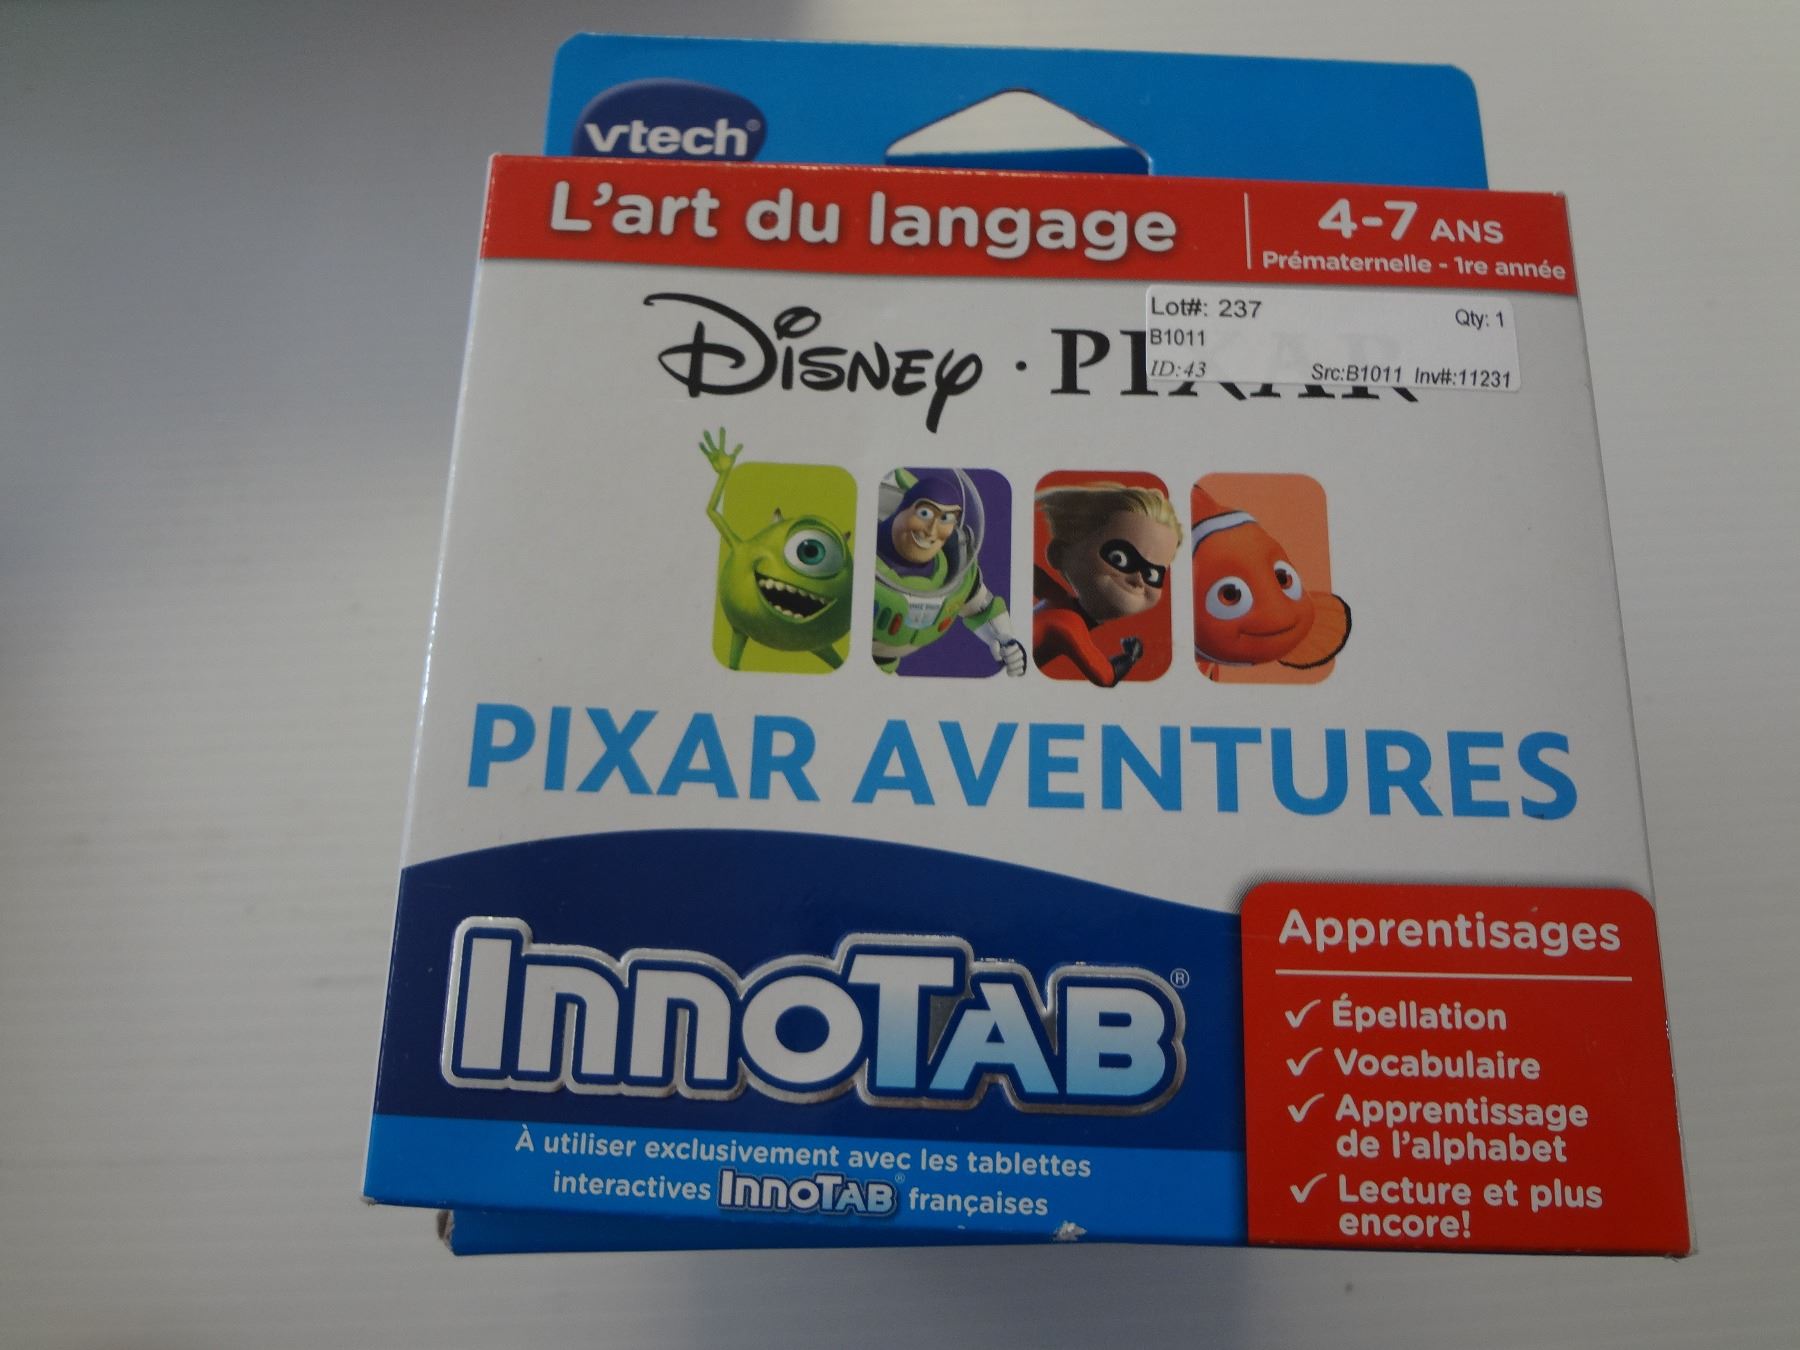 vtech®
L'art du langage
4-7 ANS
Prématernelle - 1re année
Lot#: 237 Qty: 1
B1011
ID:43 Src:B1011 Inv#:11231
DISNEY · PIXAR
PIXAR AVENTURES
INNOTAB®
À utiliser exclusivement avec les tablettes
interactives INNOTAB® françaises
Apprentisages
✓ Épellation
✓ Vocabulaire
✓ Apprentissage
de l'alphabet
✓ Lecture et plus
encore!